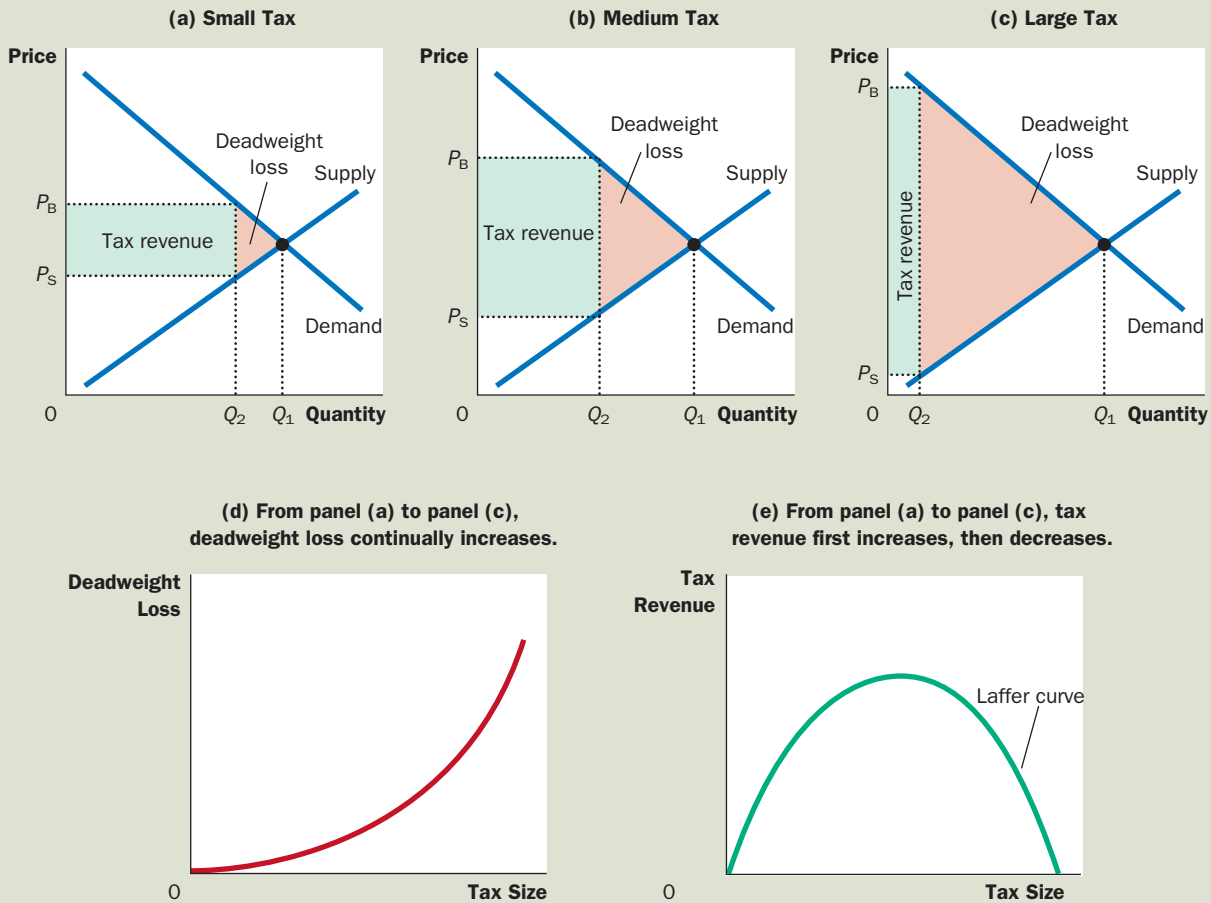 (a) Small Tax
Price
Deadweight
loss
Supply
P_B
Tax revenue
P_S
Demand
0
Q_2
Q_1
Quantity
(b) Medium Tax
Price
Deadweight
loss
P_B
Supply
Tax revenue
P_S
Demand
0
Q_2
Q_1
Quantity
(c) Large Tax
Price
P_B
Deadweight
loss
Supply
Tax revenue
Demand
P_S
0
Q_2
Q_1
Quantity
(d) From panel (a) to panel (c),
deadweight loss continually increases.
Deadweight
Loss
0
Tax Size
(e) From panel (a) to panel (c), tax
revenue first increases, then decreases.
Tax
Revenue
Laffer curve
0
Tax Size